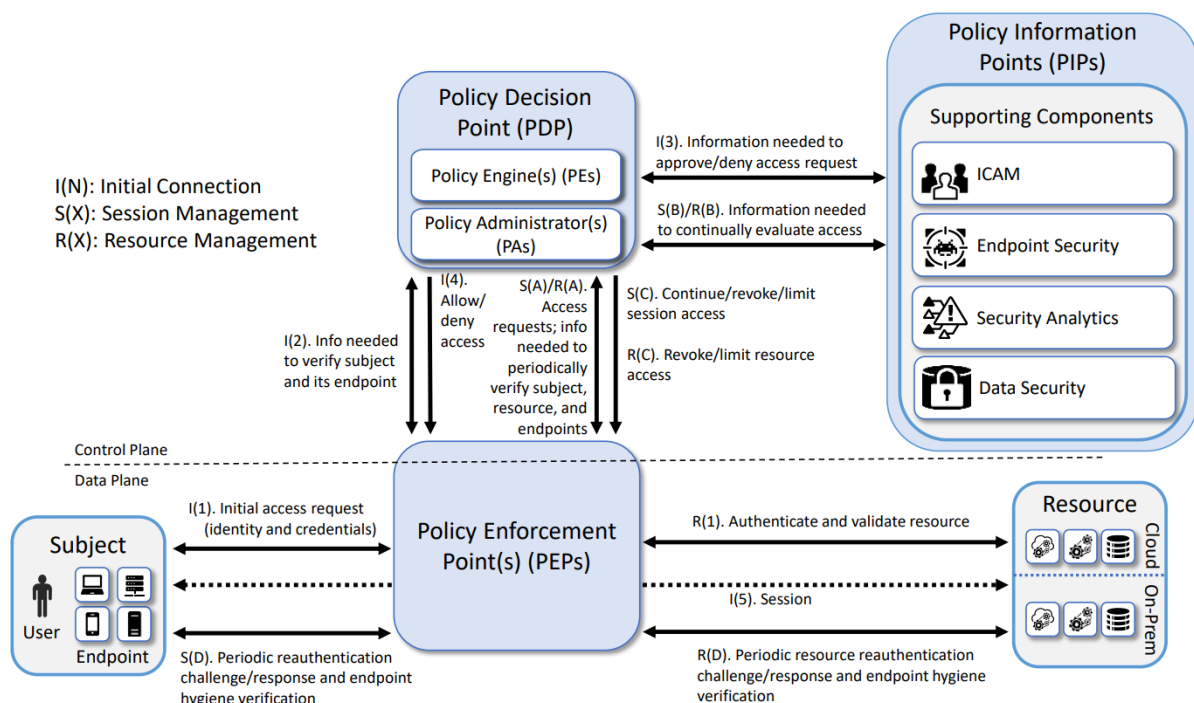 Policy Information
Points (PIPs)
Supporting Components
ICAM
Endpoint Security
Security Analytics
Data Security
Policy Decision
Point (PDP)
Policy Engine(s) (PEs)
Policy Administrator(s)
(PAs)
I(3). Information needed to
approve/deny access request
S(B)/R(B). Information needed
to continually evaluate access
I(N): Initial Connection
S(X): Session Management
R(X): Resource Management
I(2). Info needed
to verify subject
and its endpoint
I(4).
Allow/
deny
access
S(A)/R(A).
Access
requests; info
needed to
periodically
verify subject,
resource, and
endpoints
S(C). Continue/revoke/limit
session access
R(C). Revoke/limit resource
access
Control Plane
Data Plane
Subject
User
Endpoint
I(1). Initial access request
(identity and credentials)
S(D). Periodic reauthentication
challenge/response and endpoint
hygiene verification
Policy Enforcement
Point(s) (PEPs)
R(1). Authenticate and validate resource
I(5). Session
R(D). Periodic resource reauthentication
challenge/response and endpoint hygiene
verification
Resource
Cloud
On-Prem